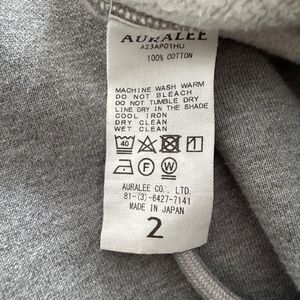 AURALEE
A23AP01HU
100% COTTON
MACHINE WASH WARM
DO NOT BLEACH
DO NOT TUMBLE DRY
LINE DRY IN THE SHADE
COOL IRON
DRY CLEAN
WET CLEAN
40
F W
AURALEE CO., LTD.
81-(3)-6427-7141
MADE IN JAPAN
2